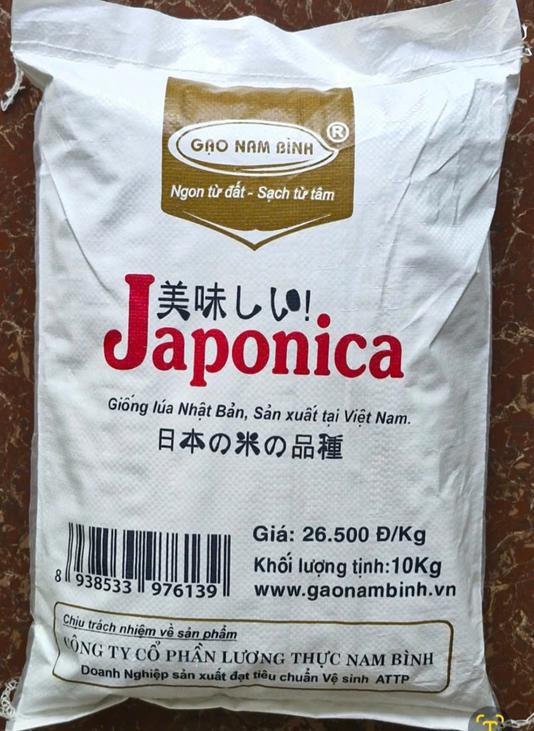 GẠO NAM BÌNH ®
Ngon từ đất - Sạch từ tâm
美味しい!
Japonica
Giống lúa Nhật Bản, Sản xuất tại Việt Nam.
日本の米の品種
Giá: 26.500 Đ/Kg
Khối lượng tịnh:10Kg
www.gaonambinh.vn
8 938533 976139
Chịu trách nhiệm về sản phẩm
CÔNG TY CỔ PHẦN LƯƠNG THỰC NAM BÌNH
Doanh Nghiệp sản xuất đạt tiêu chuẩn Vệ sinh ATTP